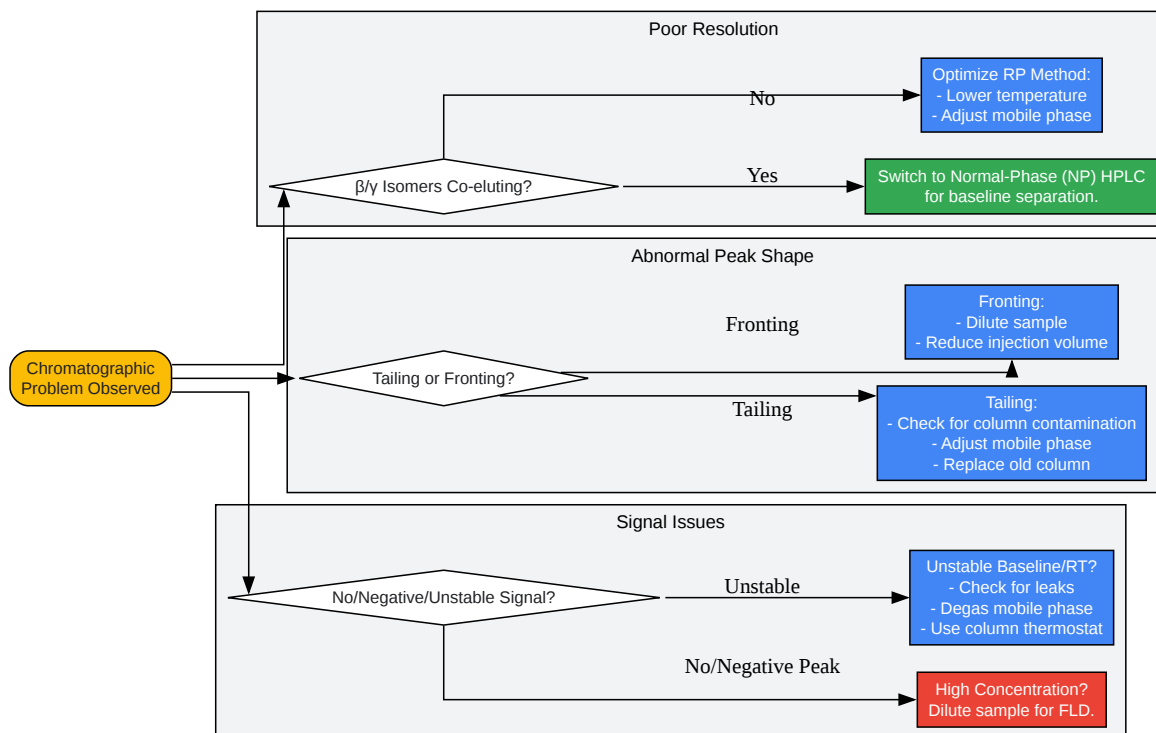 Poor Resolution
Optimize RP Method:
- Lower temperature
- Adjust mobile phase
No
β/γ Isomers Co-eluting?
Yes
Switch to Normal-Phase (NP) HPLC
for baseline separation.
Abnormal Peak Shape
Fronting:
- Dilute sample
- Reduce injection volume
Fronting
Chromatographic
Problem Observed
Tailing or Fronting?
Tailing
Tailing:
- Check for column contamination
- Adjust mobile phase
- Replace old column
Signal Issues
No/Negative/Unstable Signal?
Unstable
Unstable Baseline/RT?
- Check for leaks
- Degas mobile phase
- Use column thermostat
No/Negative Peak
High Concentration?
Dilute sample for FLD.